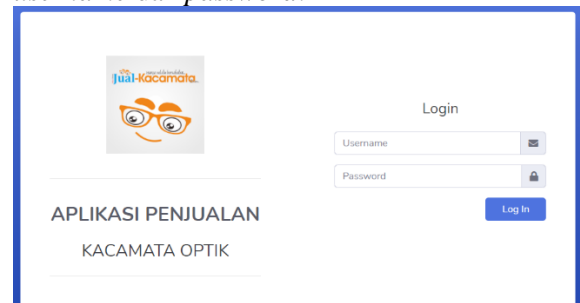 Jual-Kacamata.
Login
Username
Password
Log In
APLIKASI PENJUALAN
KACAMATA OPTIK